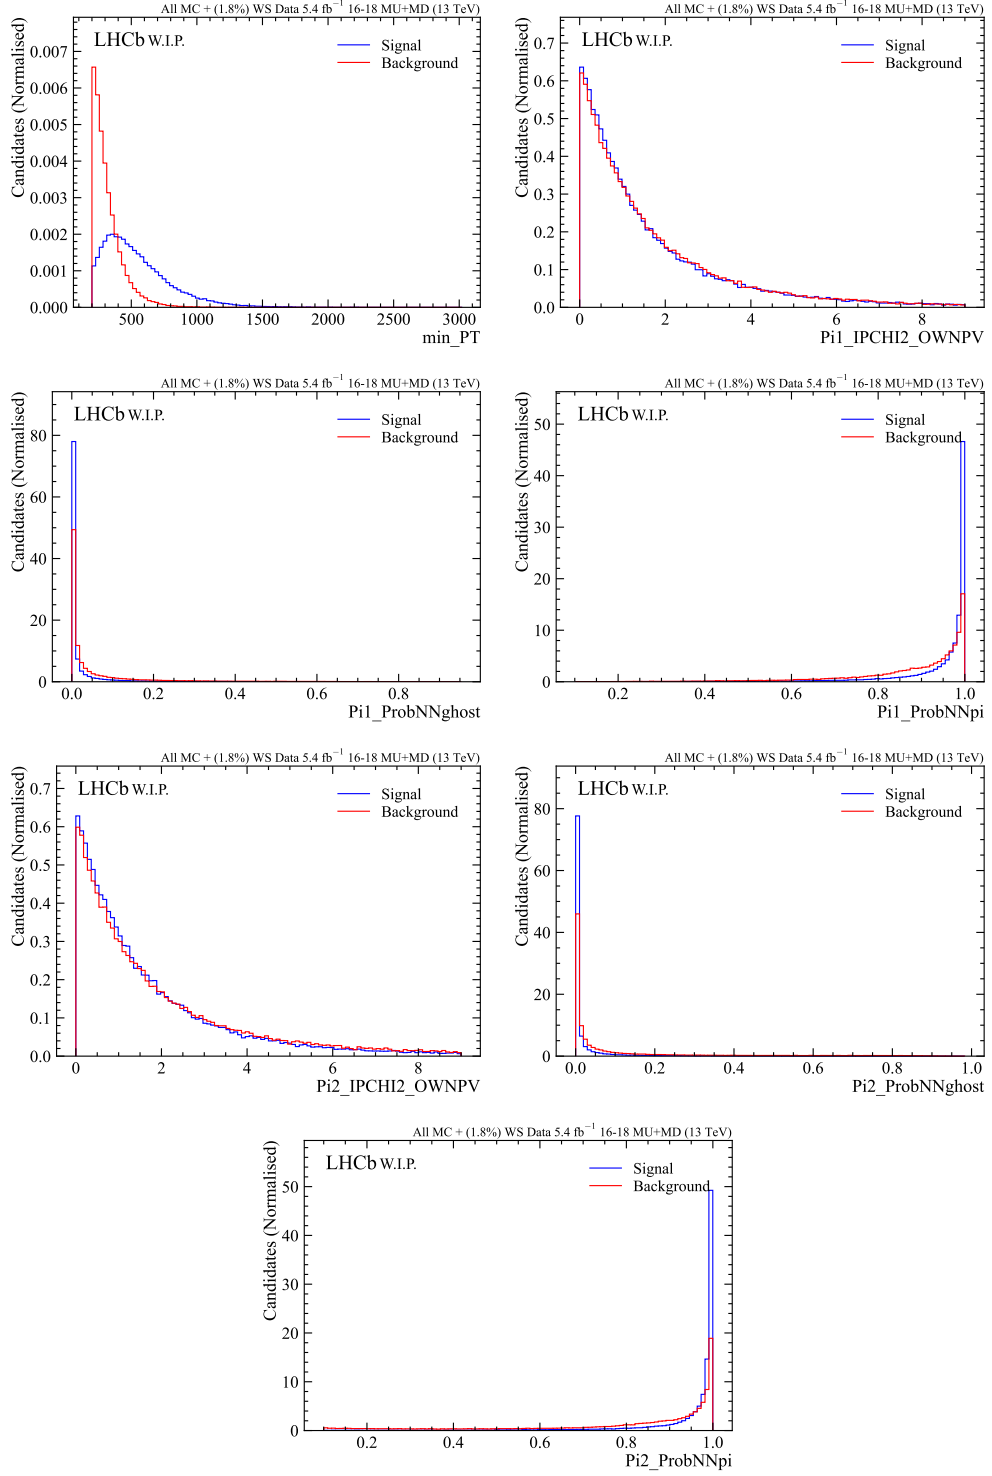 All MC + (1.8%) WS Data 5.4 fb⁻¹ 16-18 MU+MD (13 TeV)
LHCb W.I.P.
Signal
Background
Candidates (Normalised)
0.007
0.006
0.005
0.004
0.003
0.002
0.001
0.000
500 1000 1500 2000 2500 3000
min_PT
All MC + (1.8%) WS Data 5.4 fb⁻¹ 16-18 MU+MD (13 TeV)
LHCb W.I.P.
Signal
Background
Candidates (Normalised)
0.7
0.6
0.5
0.4
0.3
0.2
0.1
0.0
0 2 4 6 8
Pi1_IPCHI2_OWNPV
All MC + (1.8%) WS Data 5.4 fb⁻¹ 16-18 MU+MD (13 TeV)
LHCb W.I.P.
Signal
Background
Candidates (Normalised)
80
60
40
20
0
0.0 0.2 0.4 0.6 0.8
Pi1_ProbNNghost
All MC + (1.8%) WS Data 5.4 fb⁻¹ 16-18 MU+MD (13 TeV)
LHCb W.I.P.
Signal
Background
Candidates (Normalised)
50
40
30
20
10
0
0.2 0.4 0.6 0.8 1.0
Pi1_ProbNNpi
All MC + (1.8%) WS Data 5.4 fb⁻¹ 16-18 MU+MD (13 TeV)
LHCb W.I.P.
Signal
Background
Candidates (Normalised)
0.7
0.6
0.5
0.4
0.3
0.2
0.1
0.0
0 2 4 6 8
Pi2_IPCHI2_OWNPV
All MC + (1.8%) WS Data 5.4 fb⁻¹ 16-18 MU+MD (13 TeV)
LHCb W.I.P.
Signal
Background
Candidates (Normalised)
80
60
40
20
0
0.0 0.2 0.4 0.6 0.8 1.0
Pi2_ProbNNghost
All MC + (1.8%) WS Data 5.4 fb⁻¹ 16-18 MU+MD (13 TeV)
LHCb W.I.P.
Signal
Background
Candidates (Normalised)
50
40
30
20
10
0
0.2 0.4 0.6 0.8 1.0
Pi2_ProbNNpi